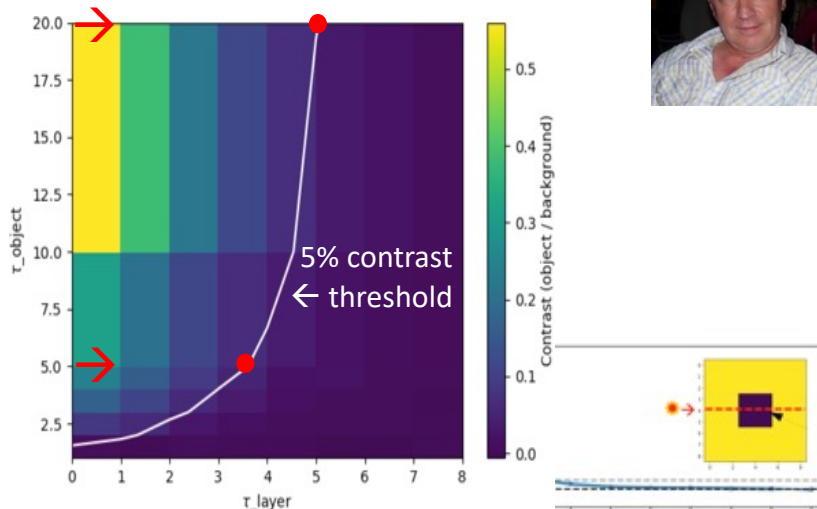 20.0
17.5
15.0
12.5
10.0
7.5
5.0
2.5
τ_object
0 1 2 3 4 5 6 7 8
τ_layer
5% contrast
← threshold
0.5
0.4
0.3
0.2
0.1
0.0
Contrast (object / background)